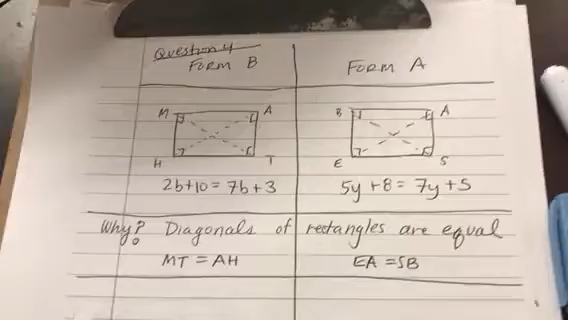 Question 4
FORM B
FORM A
M A
H T
B A
E S
2b+10 = 7b+3
5y+8 = 7y+5
Why? Diagonals of rectangles are equal
MT = AH
EA = SB